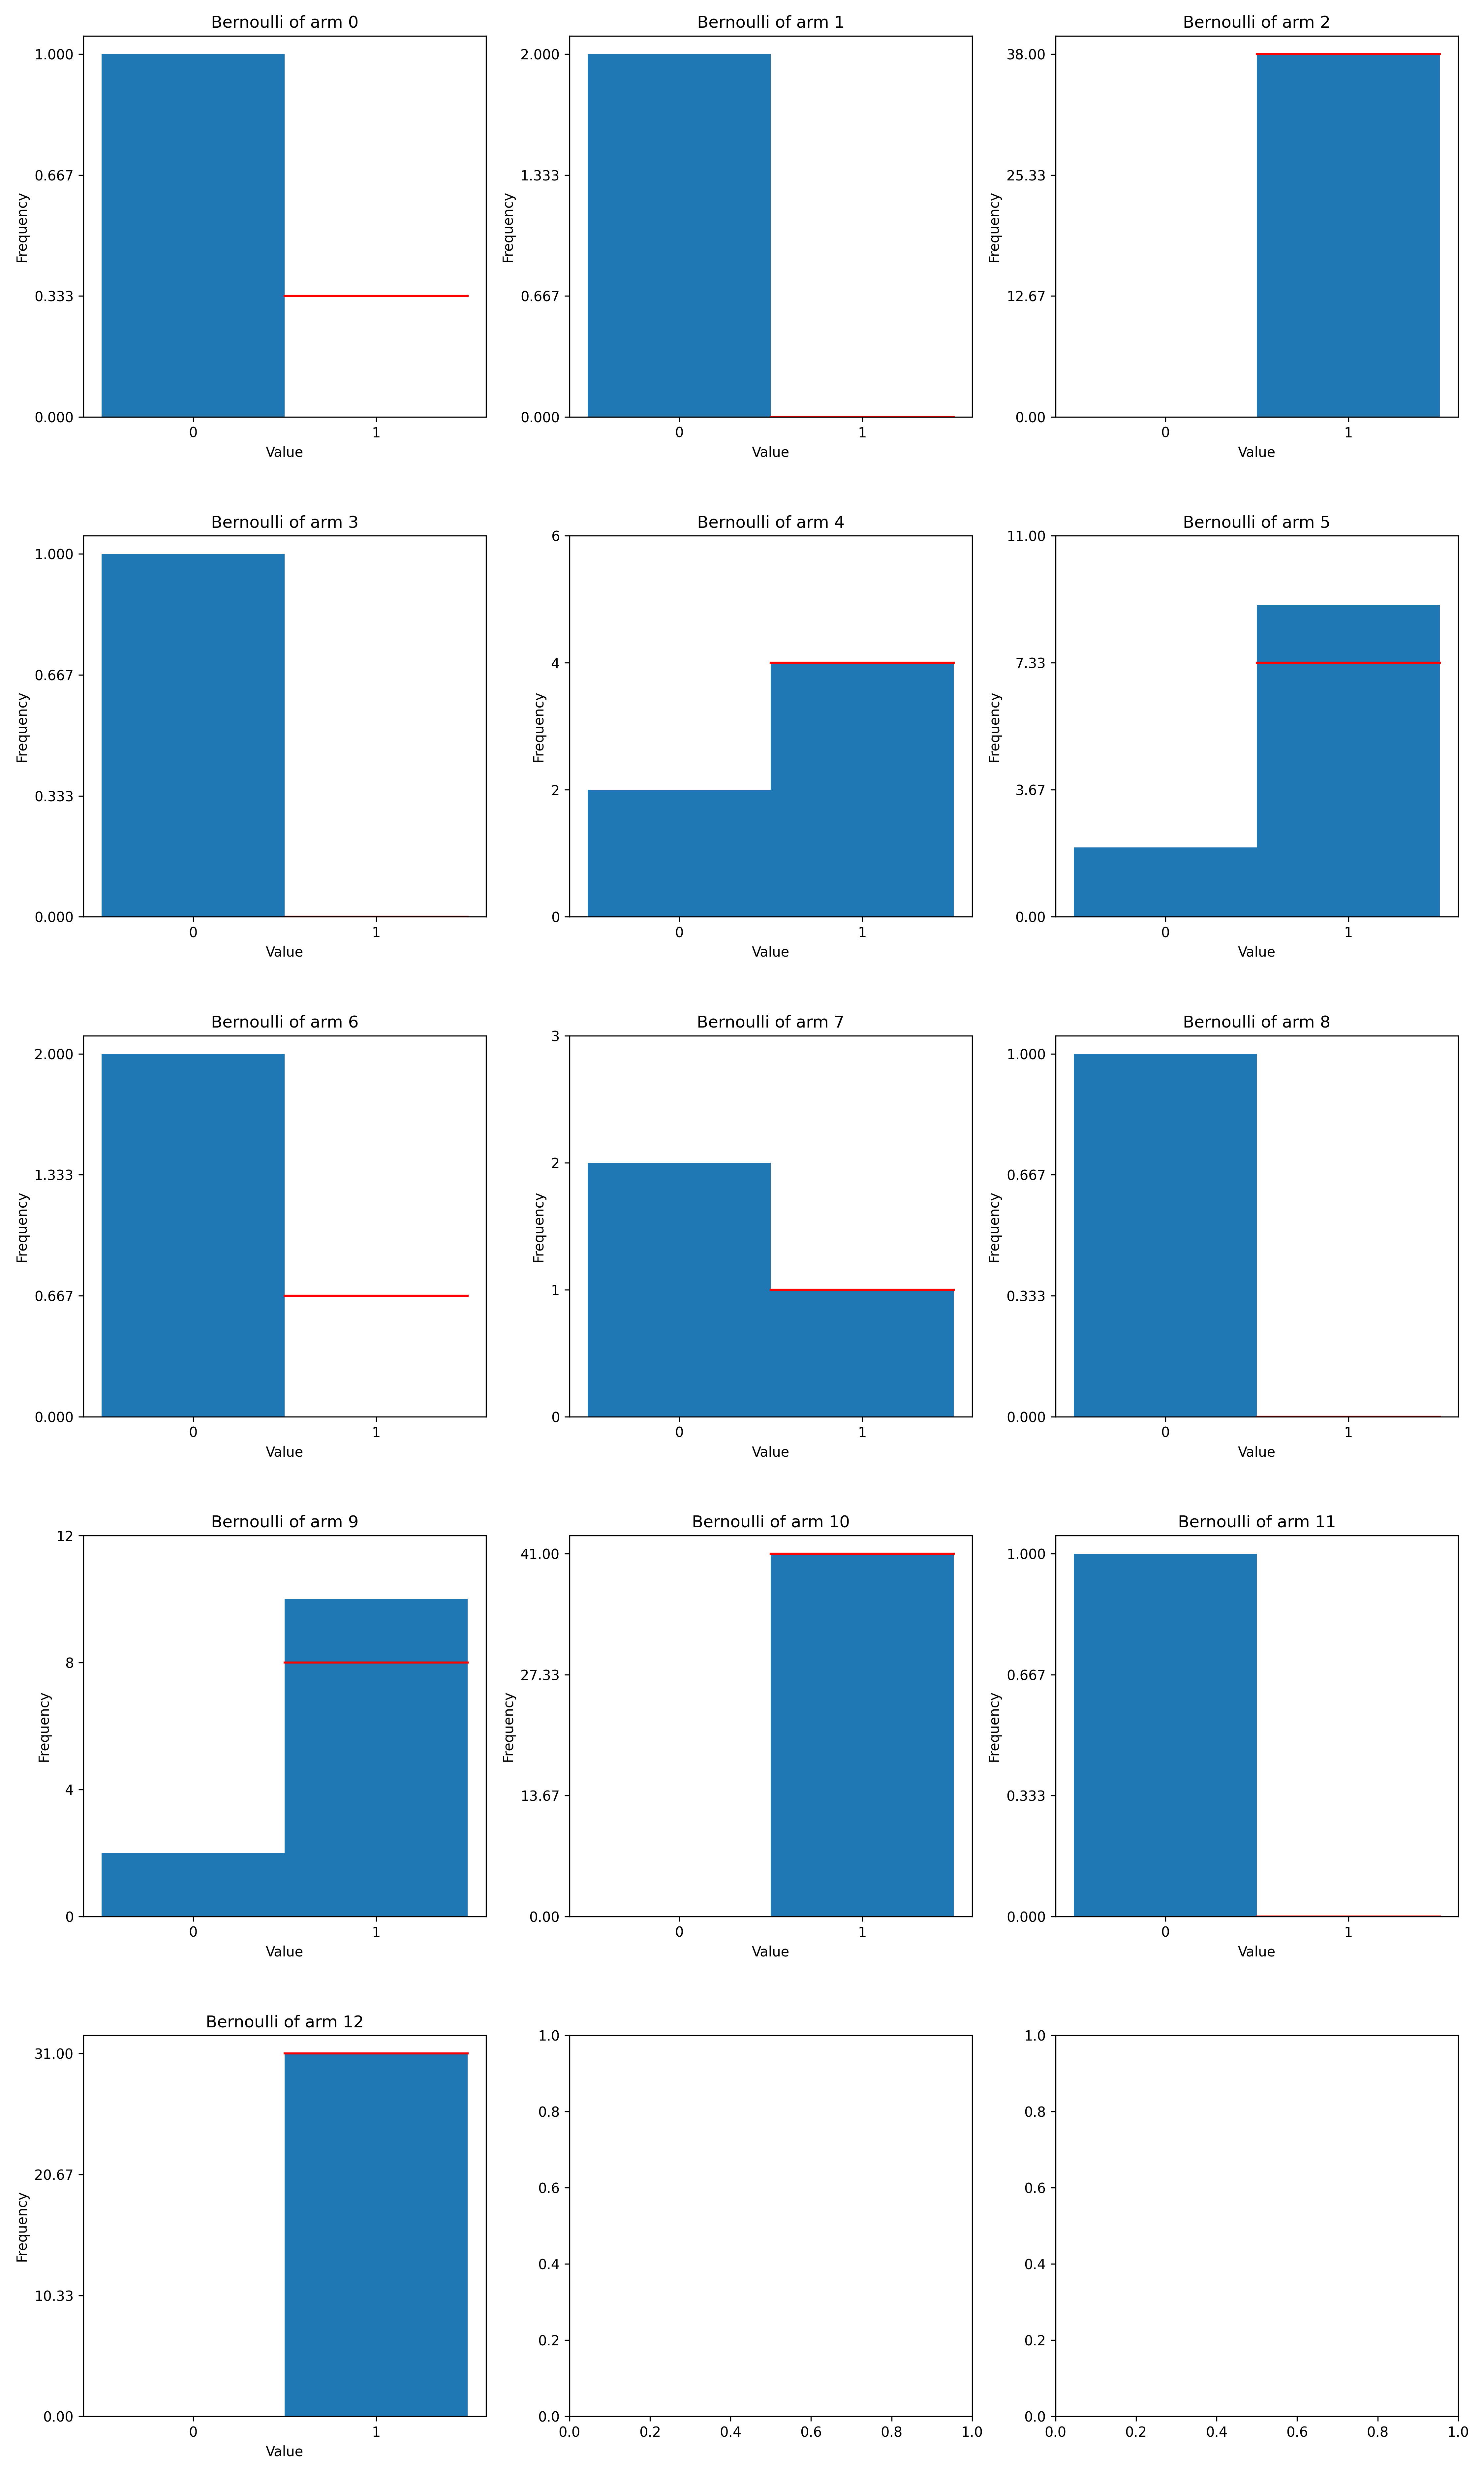 Bernoulli of arm 0
1.000
0.667
0.333
0.000
Frequency
0 1
Value
Bernoulli of arm 1
2.000
1.333
0.667
0.000
Frequency
0 1
Value
Bernoulli of arm 2
38.00
25.33
12.67
0.00
Frequency
0 1
Value
Bernoulli of arm 3
1.000
0.667
0.333
0.000
Frequency
0 1
Value
Bernoulli of arm 4
6
4
2
0
Frequency
0 1
Value
Bernoulli of arm 5
11.00
7.33
3.67
0.00
Frequency
0 1
Value
Bernoulli of arm 6
2.000
1.333
0.667
0.000
Frequency
0 1
Value
Bernoulli of arm 7
3
2
1
0
Frequency
0 1
Value
Bernoulli of arm 8
1.000
0.667
0.333
0.000
Frequency
0 1
Value
Bernoulli of arm 9
12
8
4
0
Frequency
0 1
Value
Bernoulli of arm 10
41.00
27.33
13.67
0.00
Frequency
0 1
Value
Bernoulli of arm 11
1.000
0.667
0.333
0.000
Frequency
0 1
Value
Bernoulli of arm 12
31.00
20.67
10.33
0.00
Frequency
0 1
Value
1.0
0.8
0.6
0.4
0.2
0.0
0.0 0.2 0.4 0.6 0.8 1.0
1.0
0.8
0.6
0.4
0.2
0.0
0.0 0.2 0.4 0.6 0.8 1.0